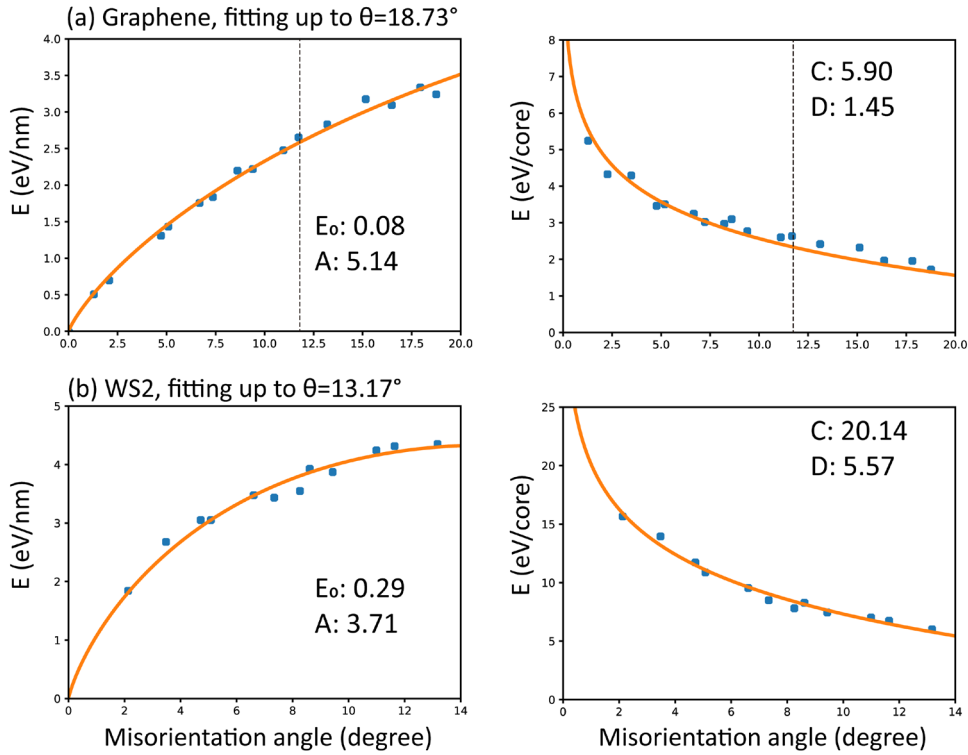 (a) Graphene, fitting up to θ=18.73°
4.0
3.5
3.0
2.5
2.0
1.5
1.0
0.5
0.0
E (eV/nm)
E₀: 0.08
A: 5.14
0.0 2.5 5.0 7.5 10.0 12.5 15.0 17.5 20.0
8
7
6
5
4
3
2
1
0
E (eV/core)
C: 5.90
D: 1.45
0.0 2.5 5.0 7.5 10.0 12.5 15.0 17.5 20.0
(b) WS2, fitting up to θ=13.17°
5
4
3
2
1
0
E (eV/nm)
E₀: 0.29
A: 3.71
0 2 4 6 8 10 12 14
Misorientation angle (degree)
25
20
15
10
5
0
E (eV/core)
C: 20.14
D: 5.57
0 2 4 6 8 10 12 14
Misorientation angle (degree)